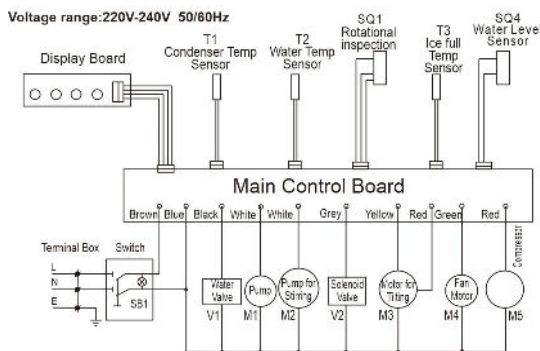 Voltage range:220V-240V 50/60Hz
Display Board
T1
Condenser Temp
Sensor
T2
Water Temp
Sensor
SQ1
Rotational
inspection
T3
Ice full
Temp
Sensor
SQ4
Water Level
Sensor
Main Control Board
Brown Blue Black White White Grey Yellow Red Green Red
Terminal Box Switch
L
N
E
SB1
Water
Valve
V1
Pump
M1
Pump for
Stirring
M2
Solenoid
Valve
V2
Motor for
Tilting
M3
Fan
Motor
M4
Compressor
M5